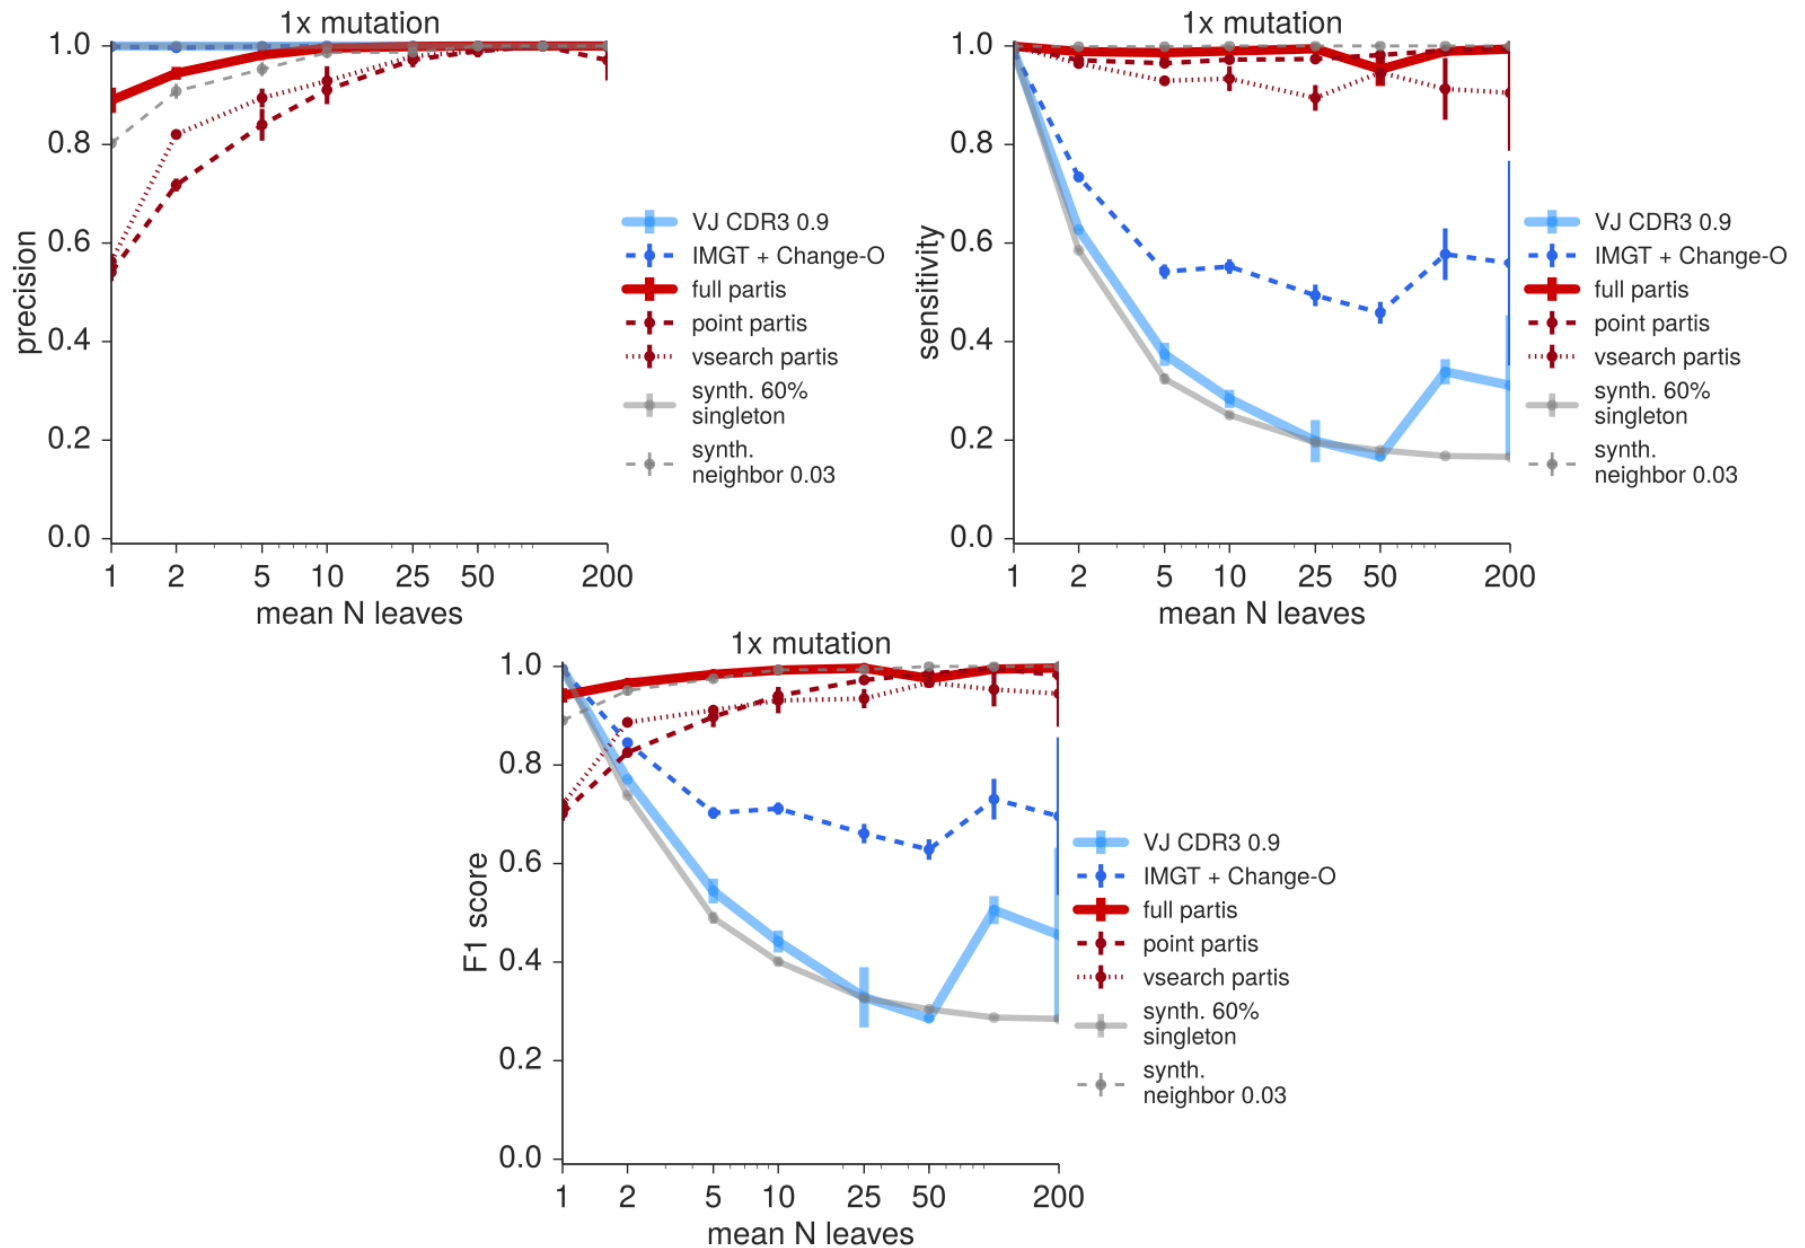 1x mutation
1.0
0.8
0.6
0.4
0.2
0.0
precision
1 2 5 10 25 50 200
mean N leaves
VJ CDR3 0.9
IMGT + Change-O
full partis
point partis
vsearch partis
synth. 60%
singleton
synth.
neighbor 0.03
1x mutation
1.0
0.8
0.6
0.4
0.2
0.0
sensitivity
1 2 5 10 25 50 200
mean N leaves
VJ CDR3 0.9
IMGT + Change-O
full partis
point partis
vsearch partis
synth. 60%
singleton
synth.
neighbor 0.03
1x mutation
1.0
0.8
0.6
0.4
0.2
0.0
F1 score
1 2 5 10 25 50 200
mean N leaves
VJ CDR3 0.9
IMGT + Change-O
full partis
point partis
vsearch partis
synth. 60%
singleton
synth.
neighbor 0.03